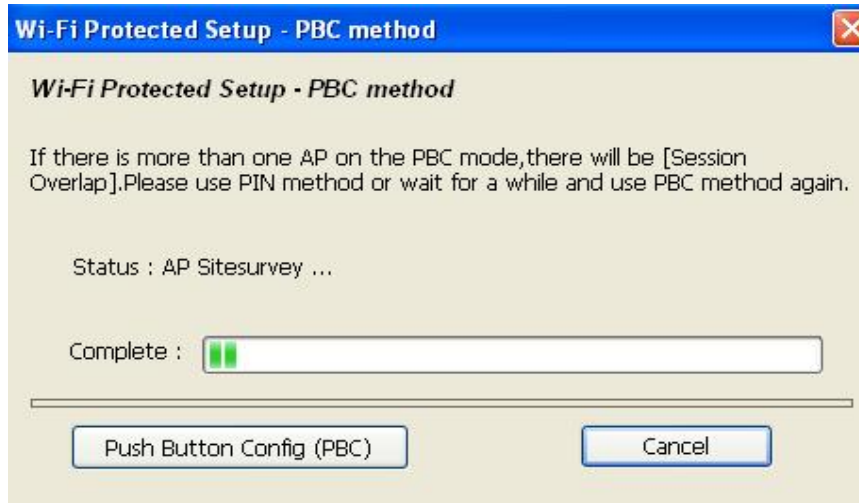 Wi-Fi Protected Setup - PBC method
Wi-Fi Protected Setup - PBC method
If there is more than one AP on the PBC mode,there will be [Session
Overlap].Please use PIN method or wait for a while and use PBC method again.
Status : AP Sitesurvey ...
Complete :
Push Button Config (PBC)
Cancel